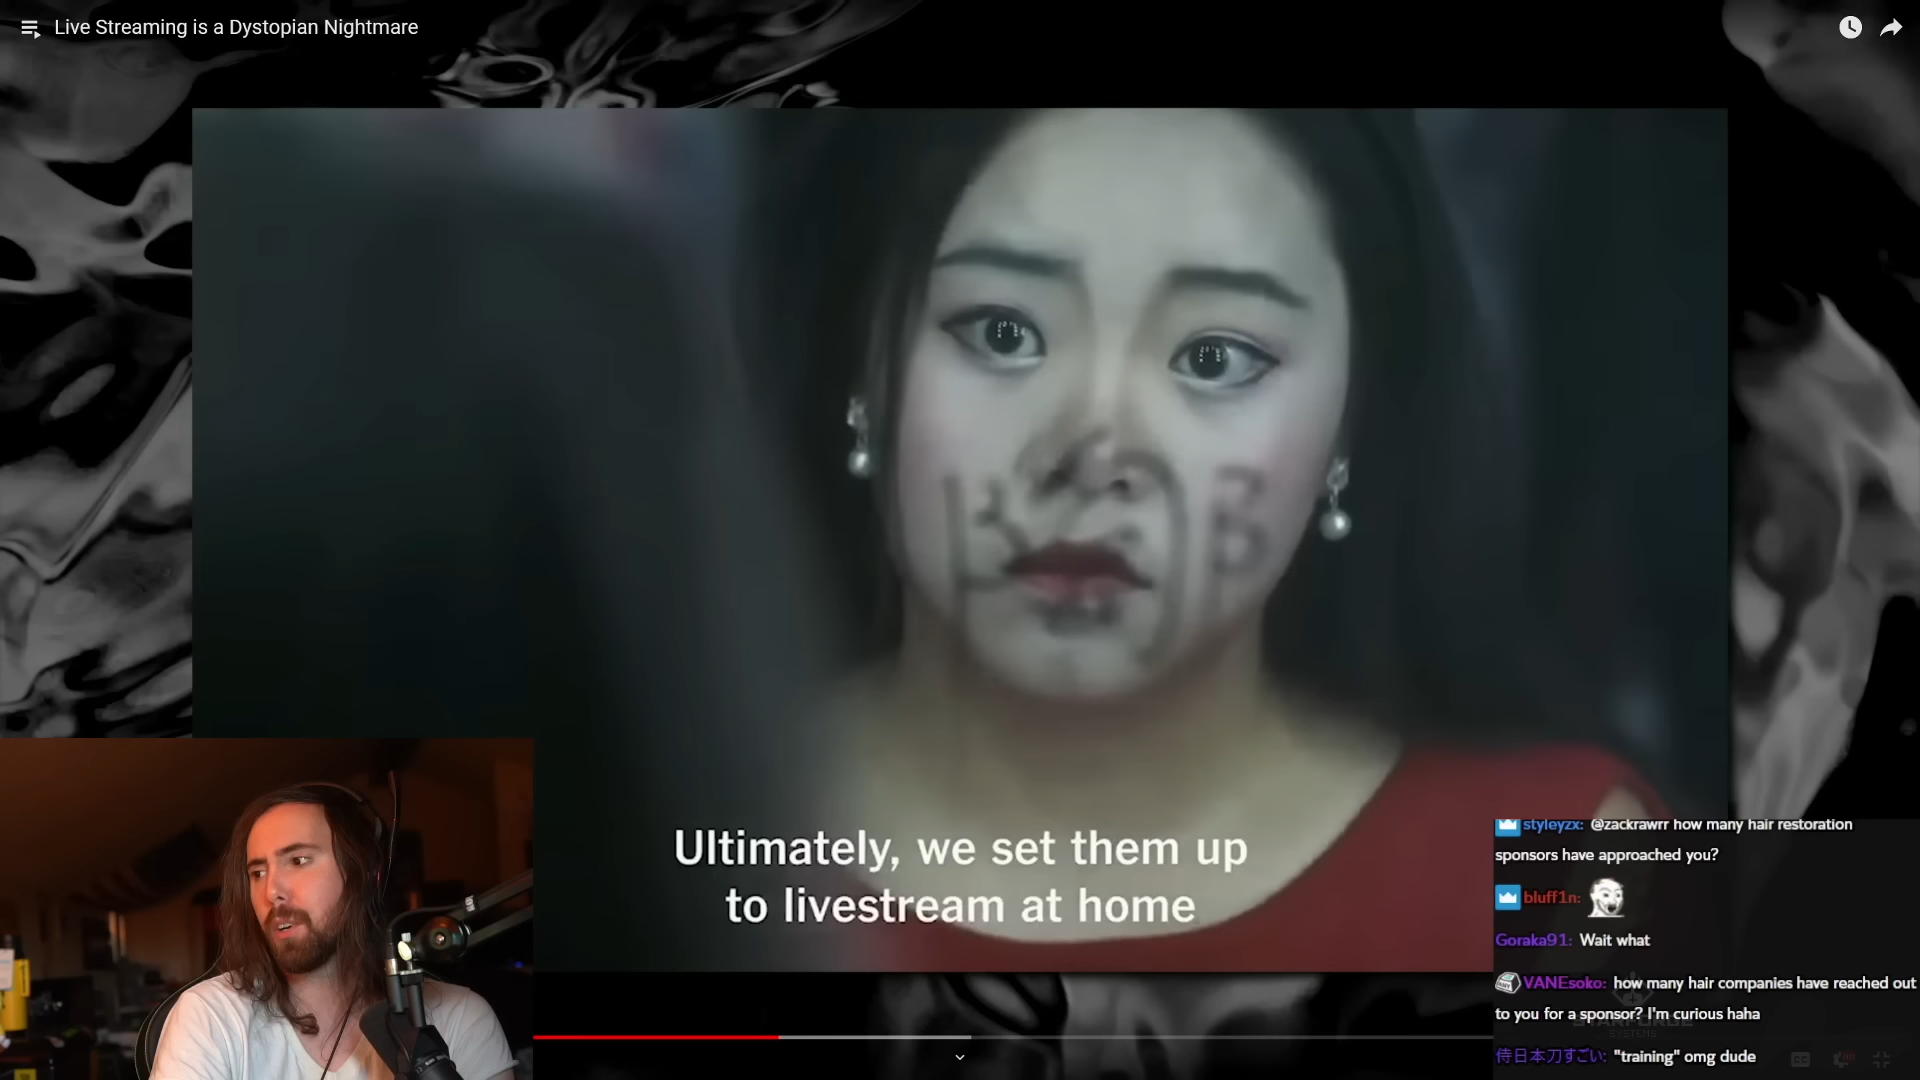 Live Streaming is a Dystopian Nightmare
Ultimately, we set them up
to livestream at home
styleyzx: @zackrawrr how many hair restoration
sponsors have approached you?
bluff1n:
Goraka91: Wait what
VANEsoko: how many hair companies have reached out
to you for a sponsor? I'm curious haha
侍日本刀すごい: "training" omg dude